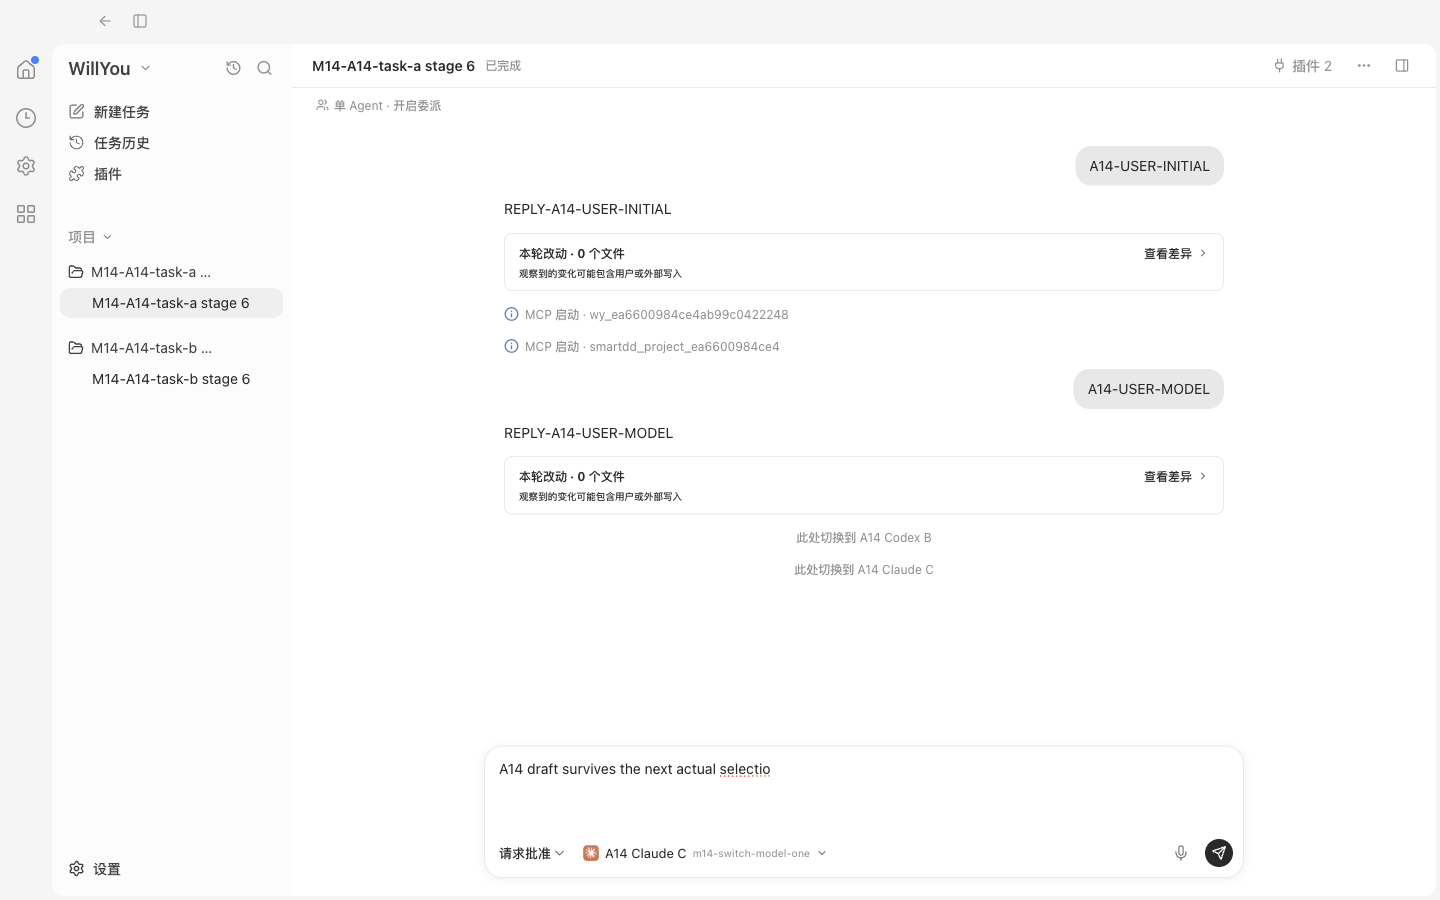 WillYou
新建任务
任务历史
插件
项目
M14-A14-task-a ...
M14-A14-task-a stage 6
M14-A14-task-b ...
M14-A14-task-b stage 6
设置
M14-A14-task-a stage 6 已完成
插件 2
单 Agent · 开启委派
A14-USER-INITIAL
REPLY-A14-USER-INITIAL
本轮改动 · 0 个文件 查看差异
观察到的变化可能包含用户或外部写入
MCP 启动 · wy_ea6600984ce4ab99c0422248
MCP 启动 · smartdd_project_ea6600984ce4
A14-USER-MODEL
REPLY-A14-USER-MODEL
本轮改动 · 0 个文件 查看差异
观察到的变化可能包含用户或外部写入
此处切换到 A14 Codex B
此处切换到 A14 Claude C
A14 draft survives the next actual selectio
请求批准 A14 Claude C m14-switch-model-one